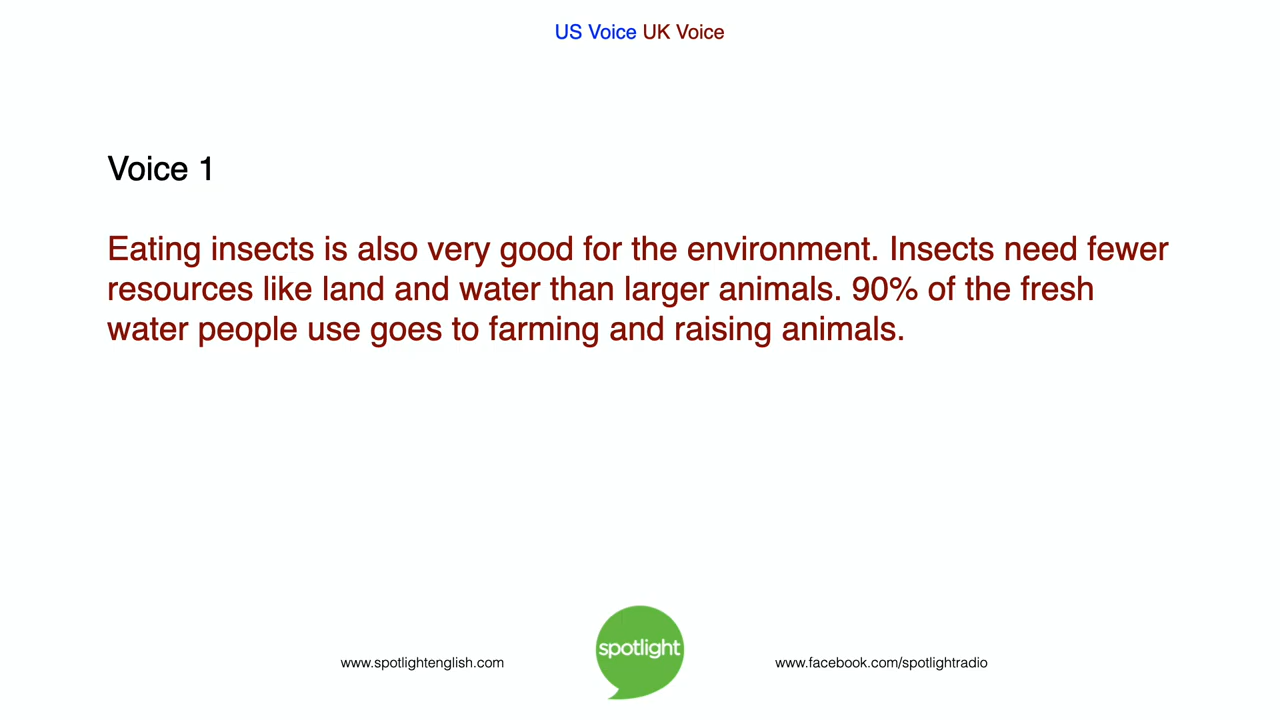 US Voice UK Voice
Voice 1
Eating insects is also very good for the environment. Insects need fewer
resources like land and water than larger animals. 90% of the fresh
water people use goes to farming and raising animals.
www.spotlightenglish.com
spotlight
www.facebook.com/spotlightradio